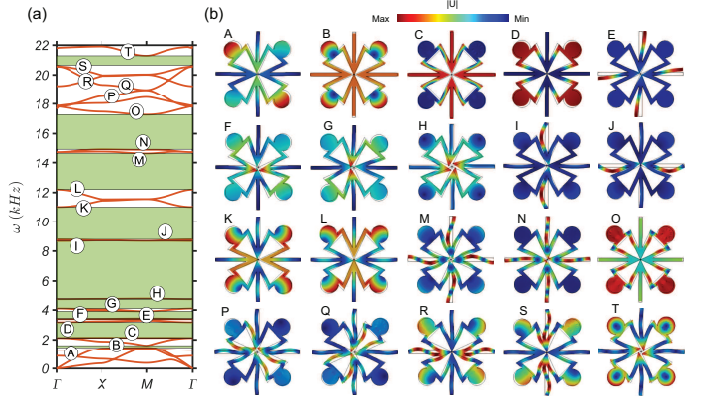 (a)
(b)
|U|
Max
Min
22
20
18
16
14
12
10
8
6
4
2
0
ω (kHz)
Γ X M Γ
T
S
R
Q
P
O
N
M
L
K
J
I
H
G
F
E
D
C
B
A
A B C D E
F G H I J
K L M N O
P Q R S T